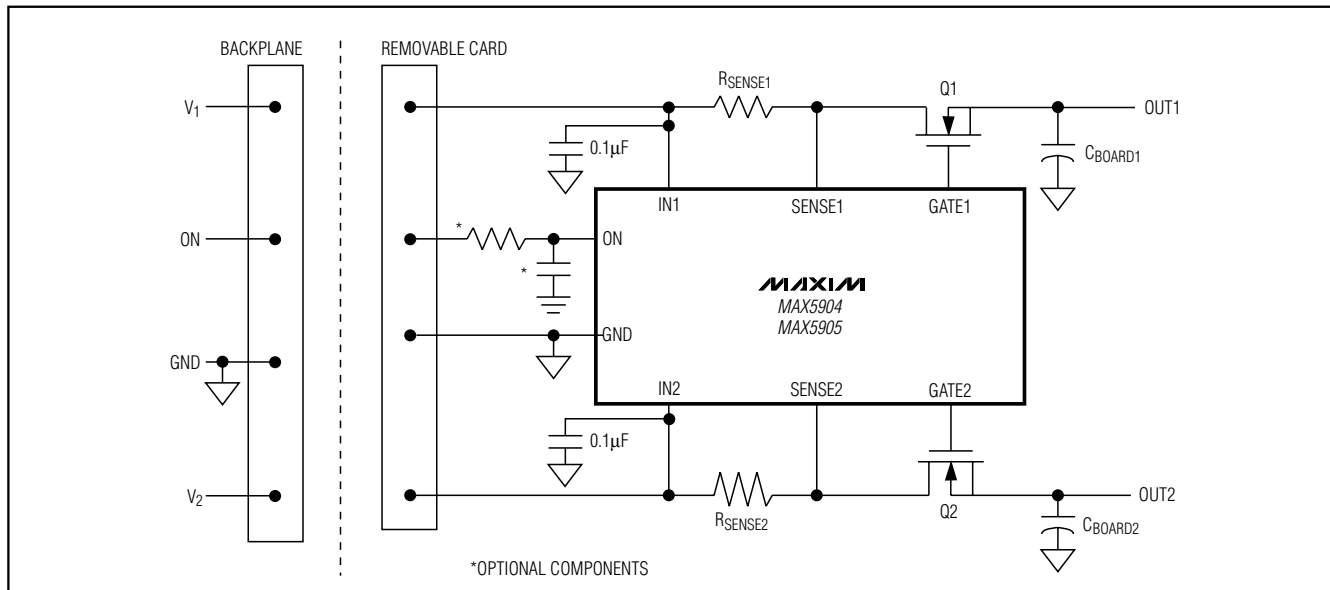 BACKPLANE
REMOVABLE CARD
V1
RSENSE1
Q1
OUT1
0.1µF
CBOARD1
IN1
SENSE1
GATE1
ON
*
ON
*
MAXIM
MAX5904
MAX5905
GND
GND
IN2
SENSE2
GATE2
0.1µF
V2
RSENSE2
Q2
OUT2
CBOARD2
*OPTIONAL COMPONENTS